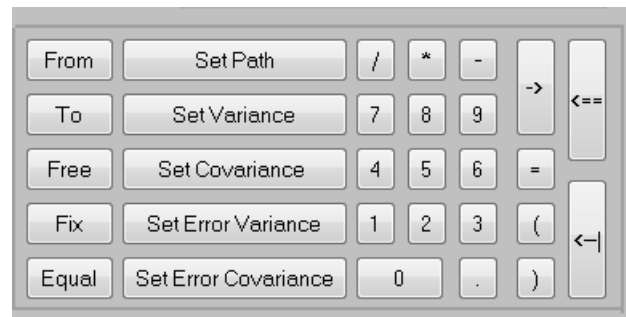 From Set Path / * - -> <==
To Set Variance 7 8 9
Free Set Covariance 4 5 6 =
Fix Set Error Variance 1 2 3 ( <–|
Equal Set Error Covariance 0 . )